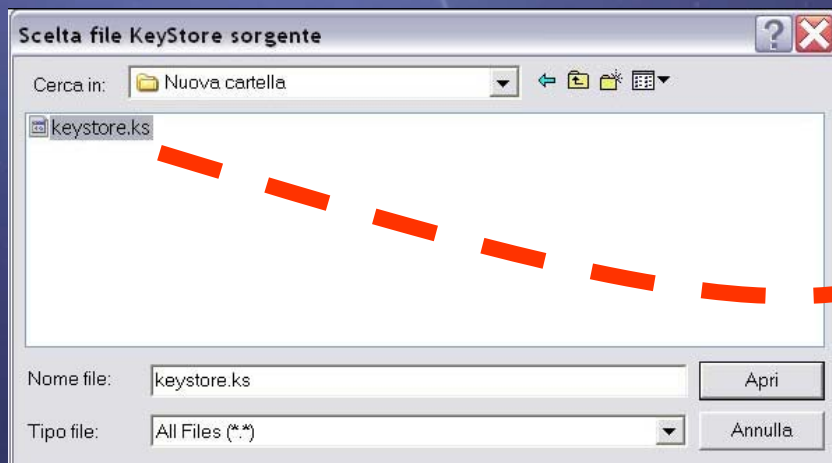 Scelta file KeyStore sorgente
Cerca in: Nuova cartella
keystore.ks
Nome file: keystore.ks Apri
Tipo file: All Files (*.*) Annulla